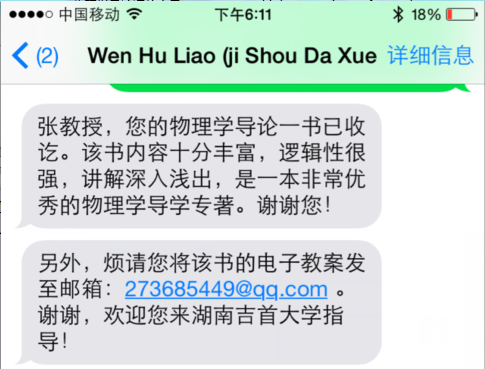 中国移动 下午6:11 18%
(2) Wen Hu Liao (ji Shou Da Xue 详细信息
张教授，您的物理学导论一书已收
讫。该书内容十分丰富，逻辑性很
强，讲解深入浅出，是一本非常优
秀的物理学导学专著。谢谢您！
另外，烦请您将该书的电子教案发
至邮箱：273685449@qq.com 。
谢谢，欢迎您来湖南吉首大学指
导！